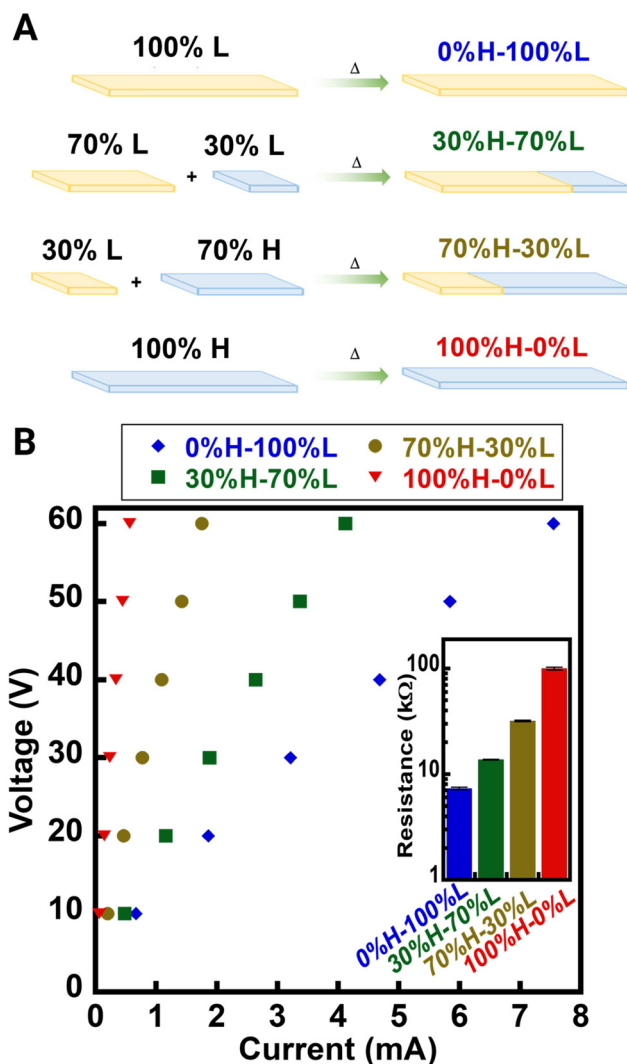 A
100% L
Δ
0%H-100%L
70% L
+
30% L
Δ
30%H-70%L
30% L
+
70% H
Δ
70%H-30%L
100% H
Δ
100%H-0%L
B
0%H-100%L
70%H-30%L
30%H-70%L
100%H-0%L
Voltage (V)
60
50
40
30
20
10
0
0 1 2 3 4 5 6 7 8
Current (mA)
Resistance (kΩ)
100
10
1
0%H-100%L
30%H-70%L
70%H-30%L
100%H-0%L